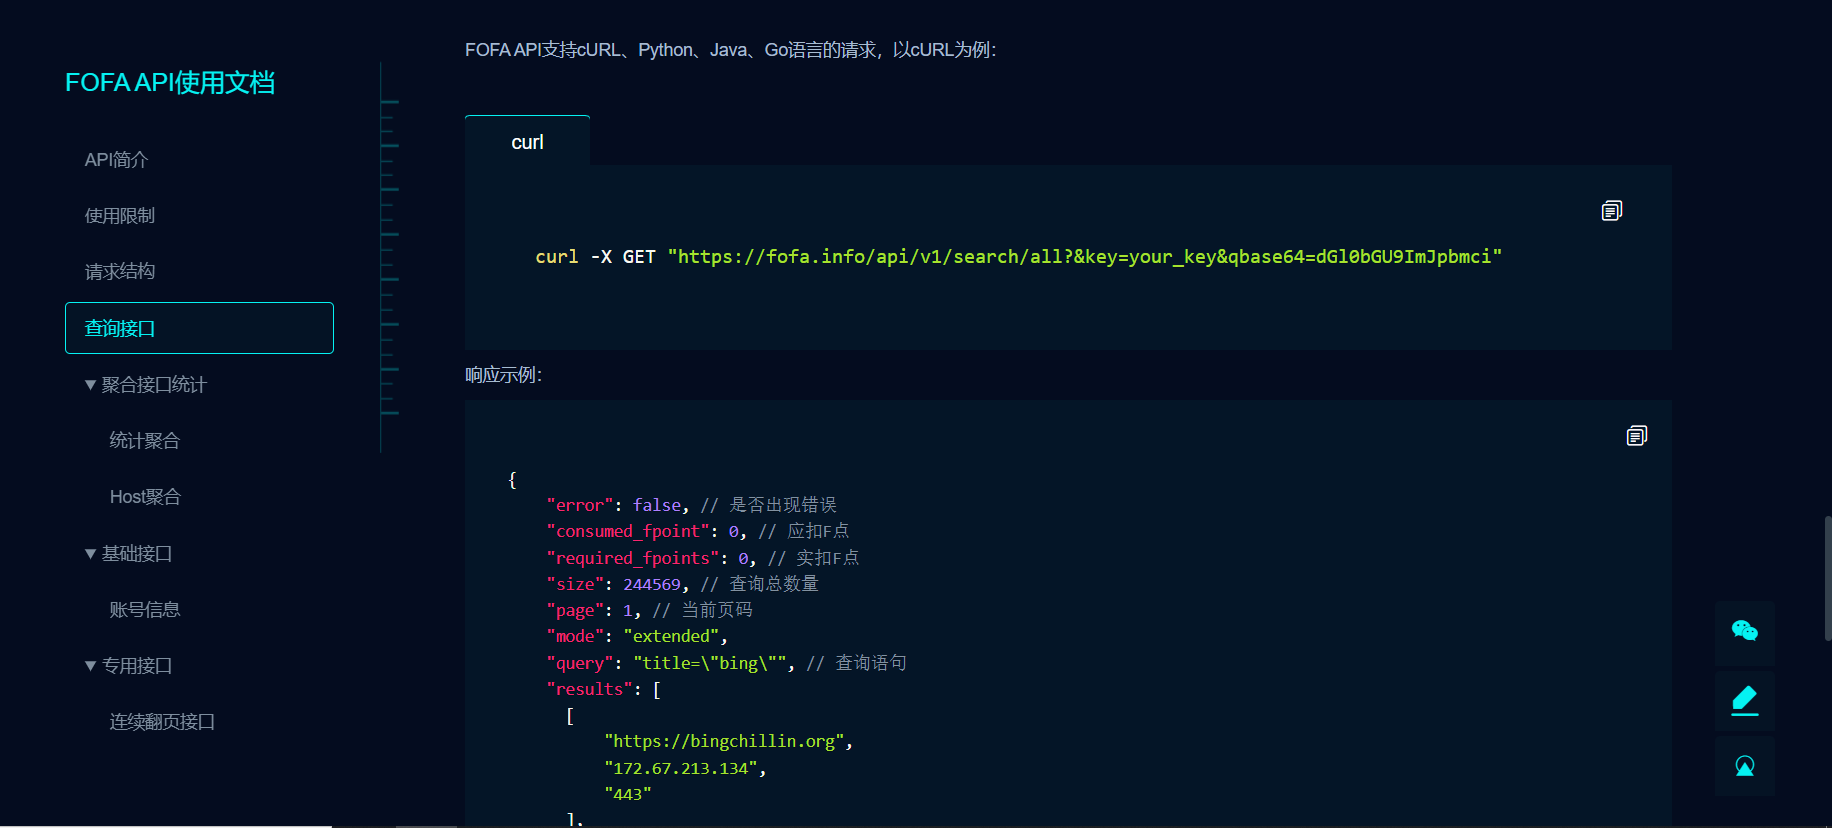 FOFA API使用文档
API简介
使用限制
请求结构
查询接口
▼ 聚合接口统计
统计聚合
Host聚合
▼ 基础接口
账号信息
▼ 专用接口
连续翻页接口
FOFA API支持cURL、Python、Java、Go语言的请求，以cURL为例：
curl
curl -X GET "https://fofa.info/api/v1/search/all?&key=your_key&qbase64=dGl0bGU9ImJpbmci"
响应示例：
{
"error": false, // 是否出现错误
"consumed_fpoint": 0, // 应扣F点
"required_fpoints": 0, // 实扣F点
"size": 244569, // 查询总数量
"page": 1, // 当前页码
"mode": "extended",
"query": "title=\"bing\"", // 查询语句
"results": [
[
"https://bingchillin.org",
"172.67.213.134",
"443"
],